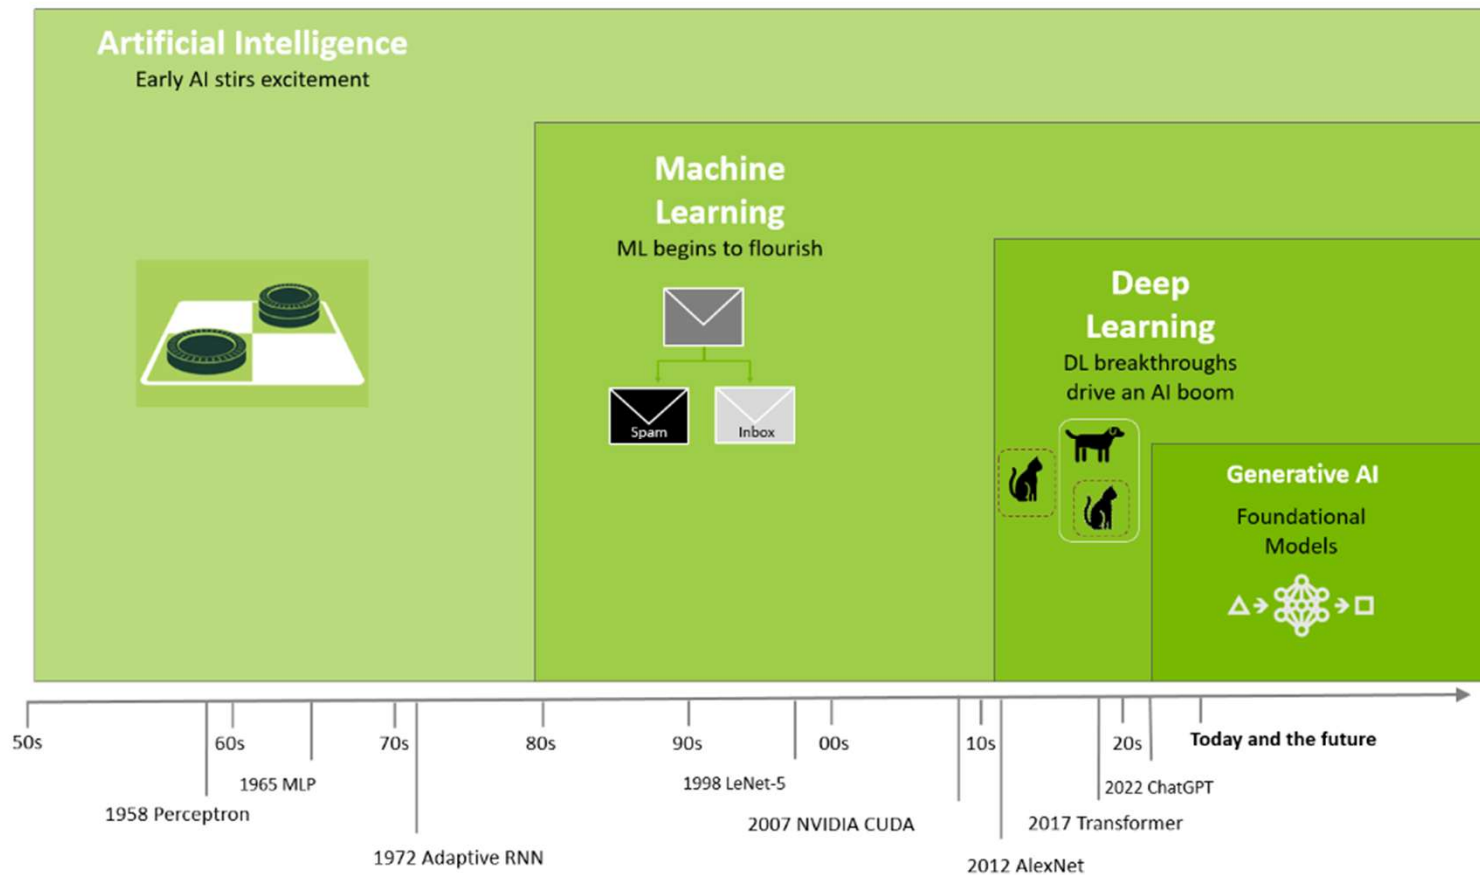 Artificial Intelligence
Early AI stirs excitement
Machine
Learning
ML begins to flourish
Spam
Inbox
Deep
Learning
DL breakthroughs
drive an AI boom
Generative AI
Foundational
Models
50s
60s
70s
80s
90s
00s
10s
20s
Today and the future
1965 MLP
1998 LeNet-5
2022 ChatGPT
1958 Perceptron
2007 NVIDIA CUDA
2017 Transformer
1972 Adaptive RNN
2012 AlexNet